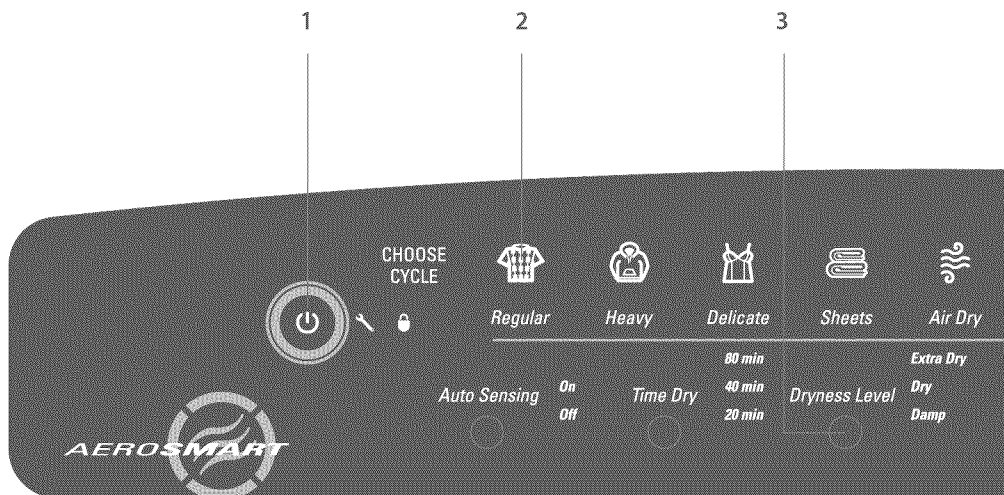 1 2 3
CHOOSE
CYCLE
Regular Heavy Delicate Sheets Air Dry
80 min Extra Dry
Auto Sensing On Time Dry 40 min Dryness Level Dry
Off 20 min Damp
AEROSMART